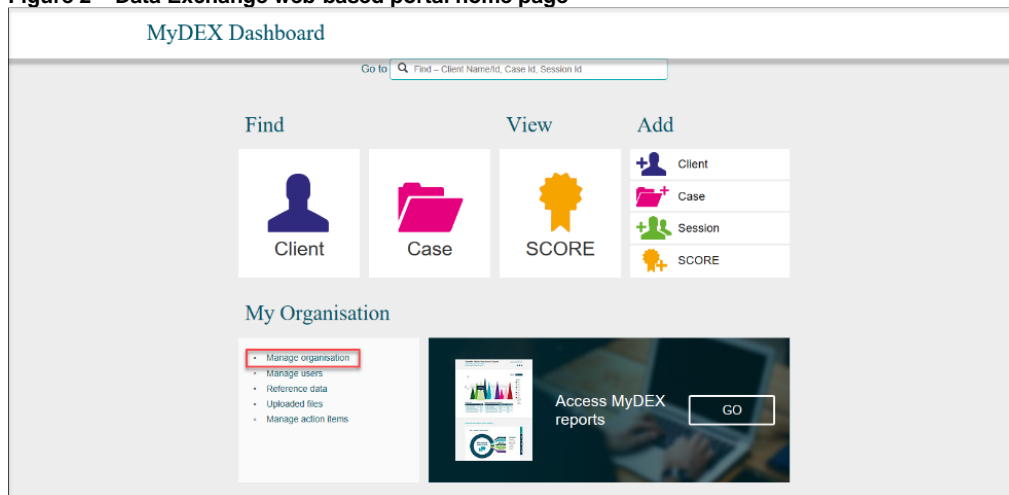 Figure 2 – Data Exchange web-based portal home page
MyDEX Dashboard
Go to
Find – Client Name/Id, Case Id, Session Id
Find
View
Add
Client
Case
SCORE
Client
Case
Session
SCORE
My Organisation
Manage organisation
Manage users
Reference data
Uploaded files
Manage action items
Access MyDEX
reports
GO